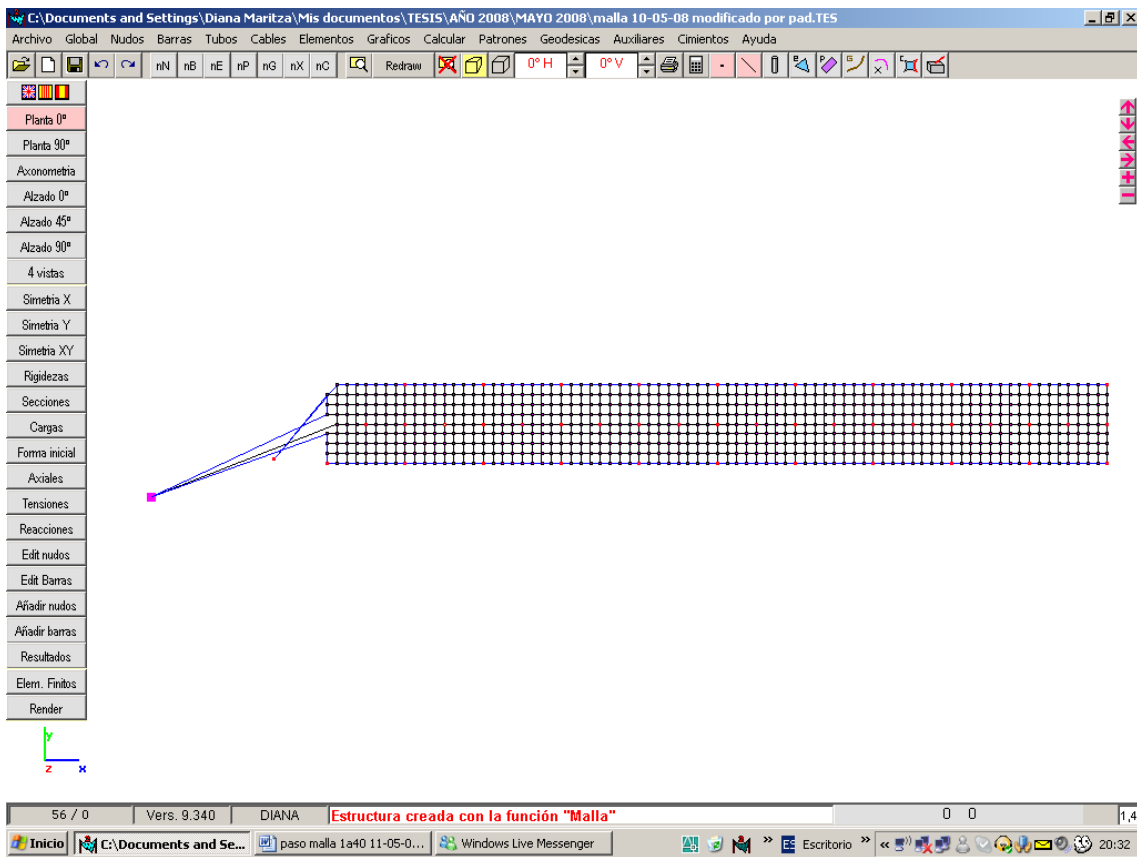 C:\Documents and Settings\Diana Maritza\Mis documentos\TESIS\AÑO 2008\MAYO 2008\malla 10-05-08 modificado por pad.TES
Archivo Global Nudos Barras Tubos Cables Elementos Graficos Calcular Patrones Geodesicas Auxiliares Cimientos Ayuda
nN nB nE nP nG nX nC Redraw 0º H 0º V
Planta 0º
Planta 90º
Axonometria
Alzado 0º
Alzado 45º
Alzado 90º
4 vistas
Simetria X
Simetria Y
Simetria XY
Rigidezas
Secciones
Cargas
Forma inicial
Axiales
Tensiones
Reacciones
Edit nudos
Edit Barras
Añadir nudos
Añadir barras
Resultados
Elem. Finitos
Render
y
z x
56 / 0 Vers. 9.340 DIANA Estructura creada con la función "Malla" 0 0 1,4
Inicio C:\Documents and Se... paso malla 1a40 11-05-0... Windows Live Messenger » ES Escritorio » « 20:32